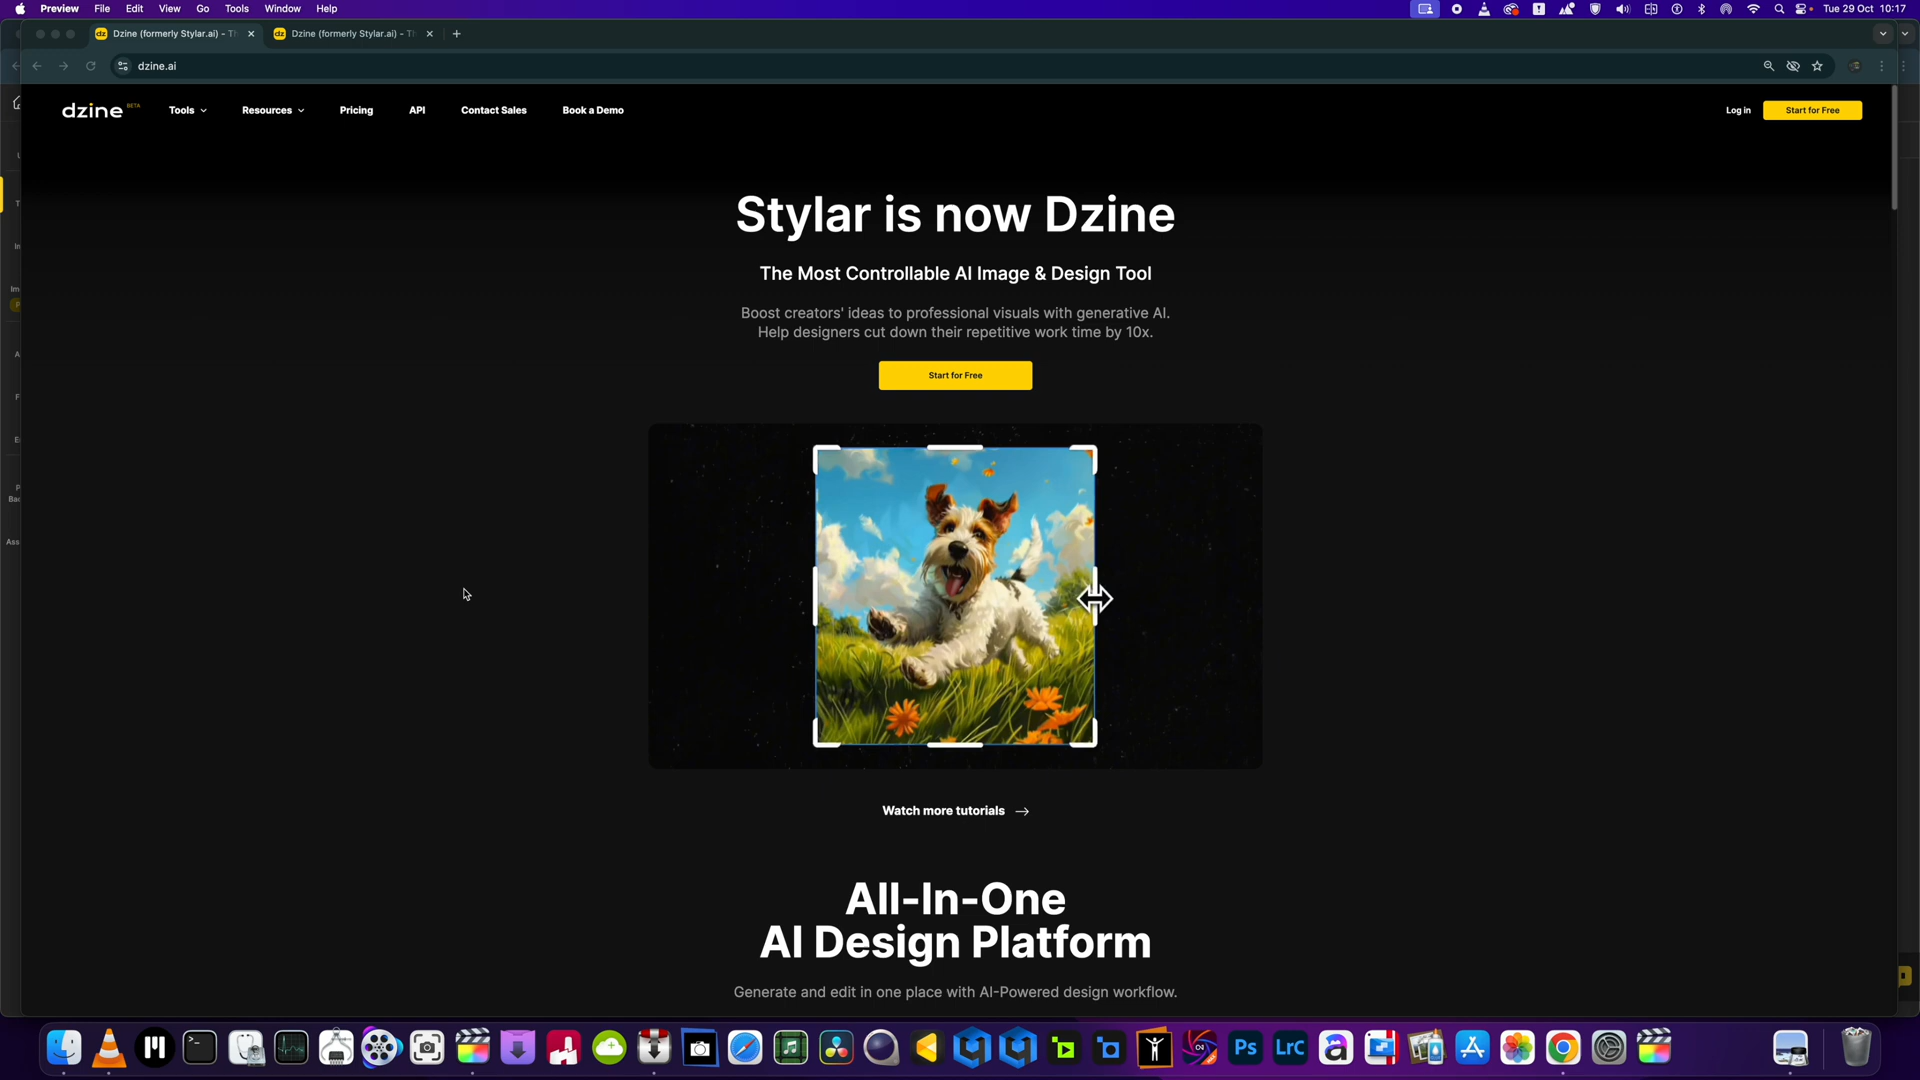 Preview File Edit View Go Tools Window Help
Tue 29 Oct 10:17
Dzine (formerly Stylar.ai) – Th
Dzine (formerly Stylar.ai) – Th
dzine.ai
dzine BETA
Tools
Resources
Pricing
API
Contact Sales
Book a Demo
Log in
Start for Free
Stylar is now Dzine
The Most Controllable AI Image & Design Tool
Boost creators' ideas to professional visuals with generative AI.
Help designers cut down their repetitive work time by 10x.
Start for Free
Watch more tutorials
All-In-One
AI Design Platform
Generate and edit in one place with AI-Powered design workflow.
Ps
LrC